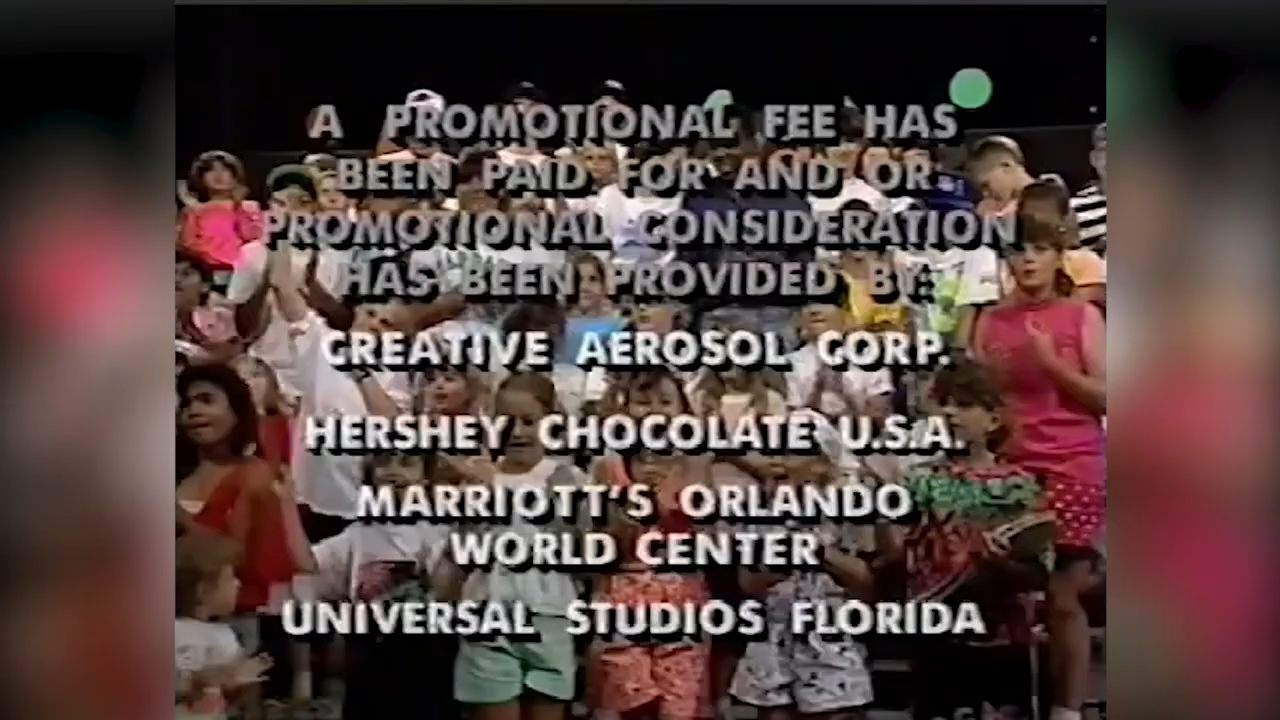 A PROMOTIONAL FEE HAS
BEEN PAID FOR AND/OR
PROMOTIONAL CONSIDERATION
HAS BEEN PROVIDED BY:
CREATIVE AEROSOL CORP.
HERSHEY CHOCOLATE U.S.A.
MARRIOTT'S ORLANDO
WORLD CENTER
UNIVERSAL STUDIOS FLORIDA